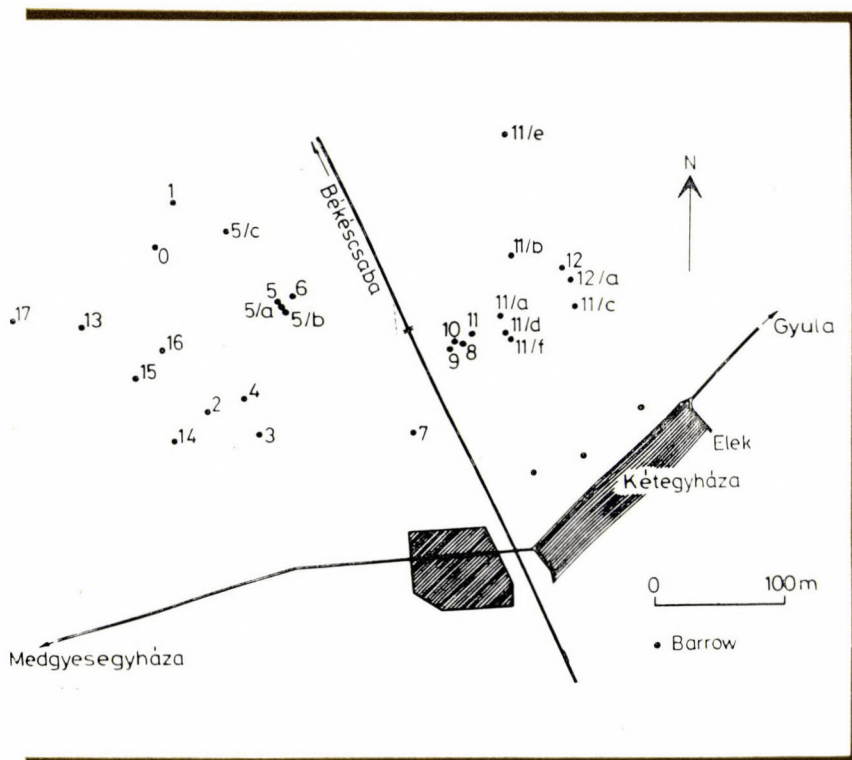 11/e
N
1
5/c
0
Békéscsaba
11/b
12
12/a
5
6
11/c
17
5/a
5/b
11/a
13
10
11
11/d
Gyula
16
9
8
11/f
15
4
2
14
3
7
Elek
Kétegyháza
0 100m
Barrow
Medgyesegyháza